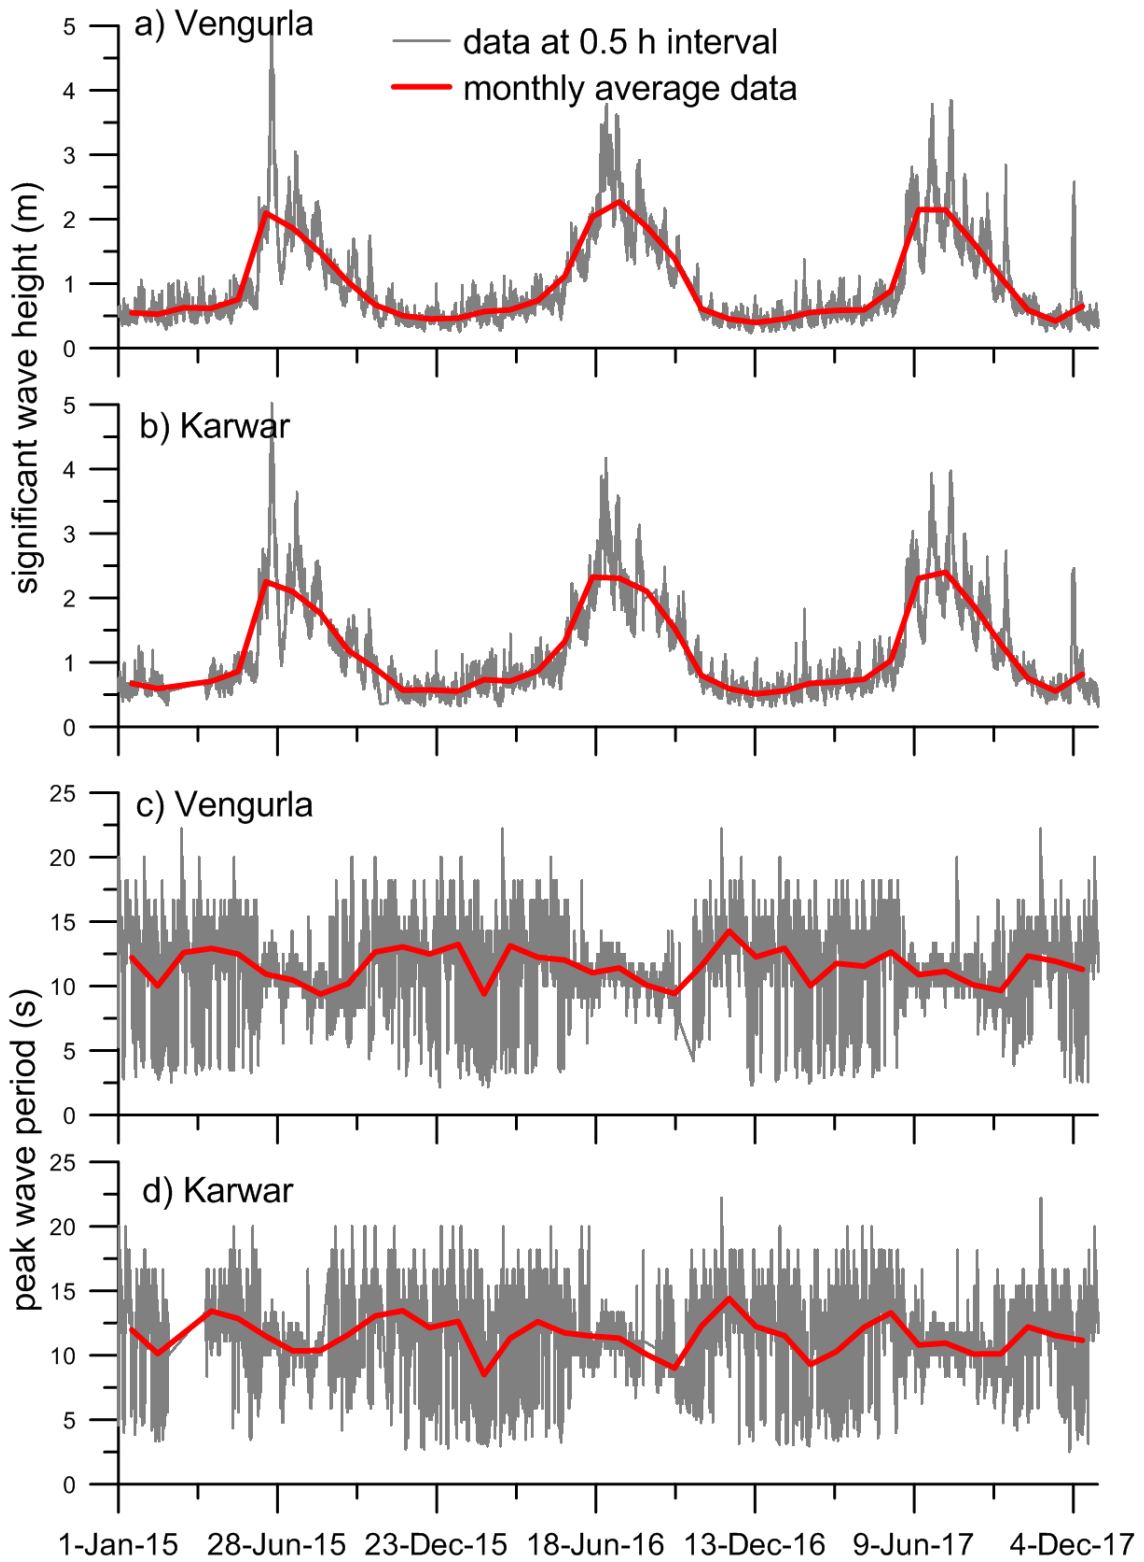 a) Vengurla
data at 0.5 h interval
monthly average data
5
4
3
2
1
0
significant wave height (m)
b) Karwar
5
4
3
2
1
0
c) Vengurla
25
20
15
10
5
0
peak wave period (s)
d) Karwar
25
20
15
10
5
0
1-Jan-15 28-Jun-15 23-Dec-15 18-Jun-16 13-Dec-16 9-Jun-17 4-Dec-17